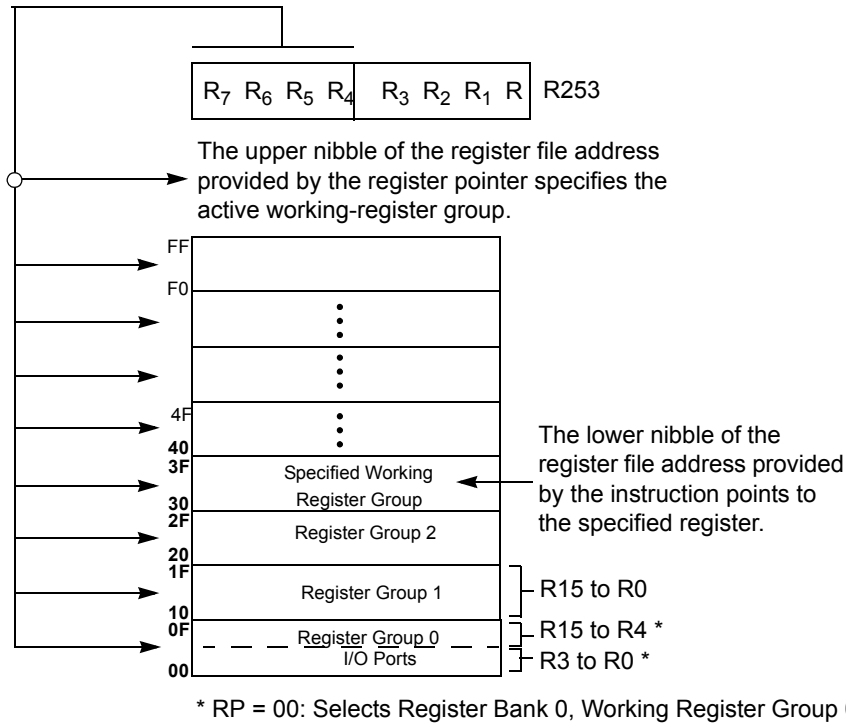 R7 R6 R5 R4 R3 R2 R1 R R253
The upper nibble of the register file address
provided by the register pointer specifies the
active working-register group.
FF
F0
4F
40
3F
Specified Working
Register Group
30
The lower nibble of the
register file address provided
by the instruction points to
the specified register.
2F
Register Group 2
20
1F
Register Group 1
R15 to R0
10
0F
Register Group 0
R15 to R4 *
I/O Ports
R3 to R0 *
00
* RP = 00: Selects Register Bank 0, Working Register Group